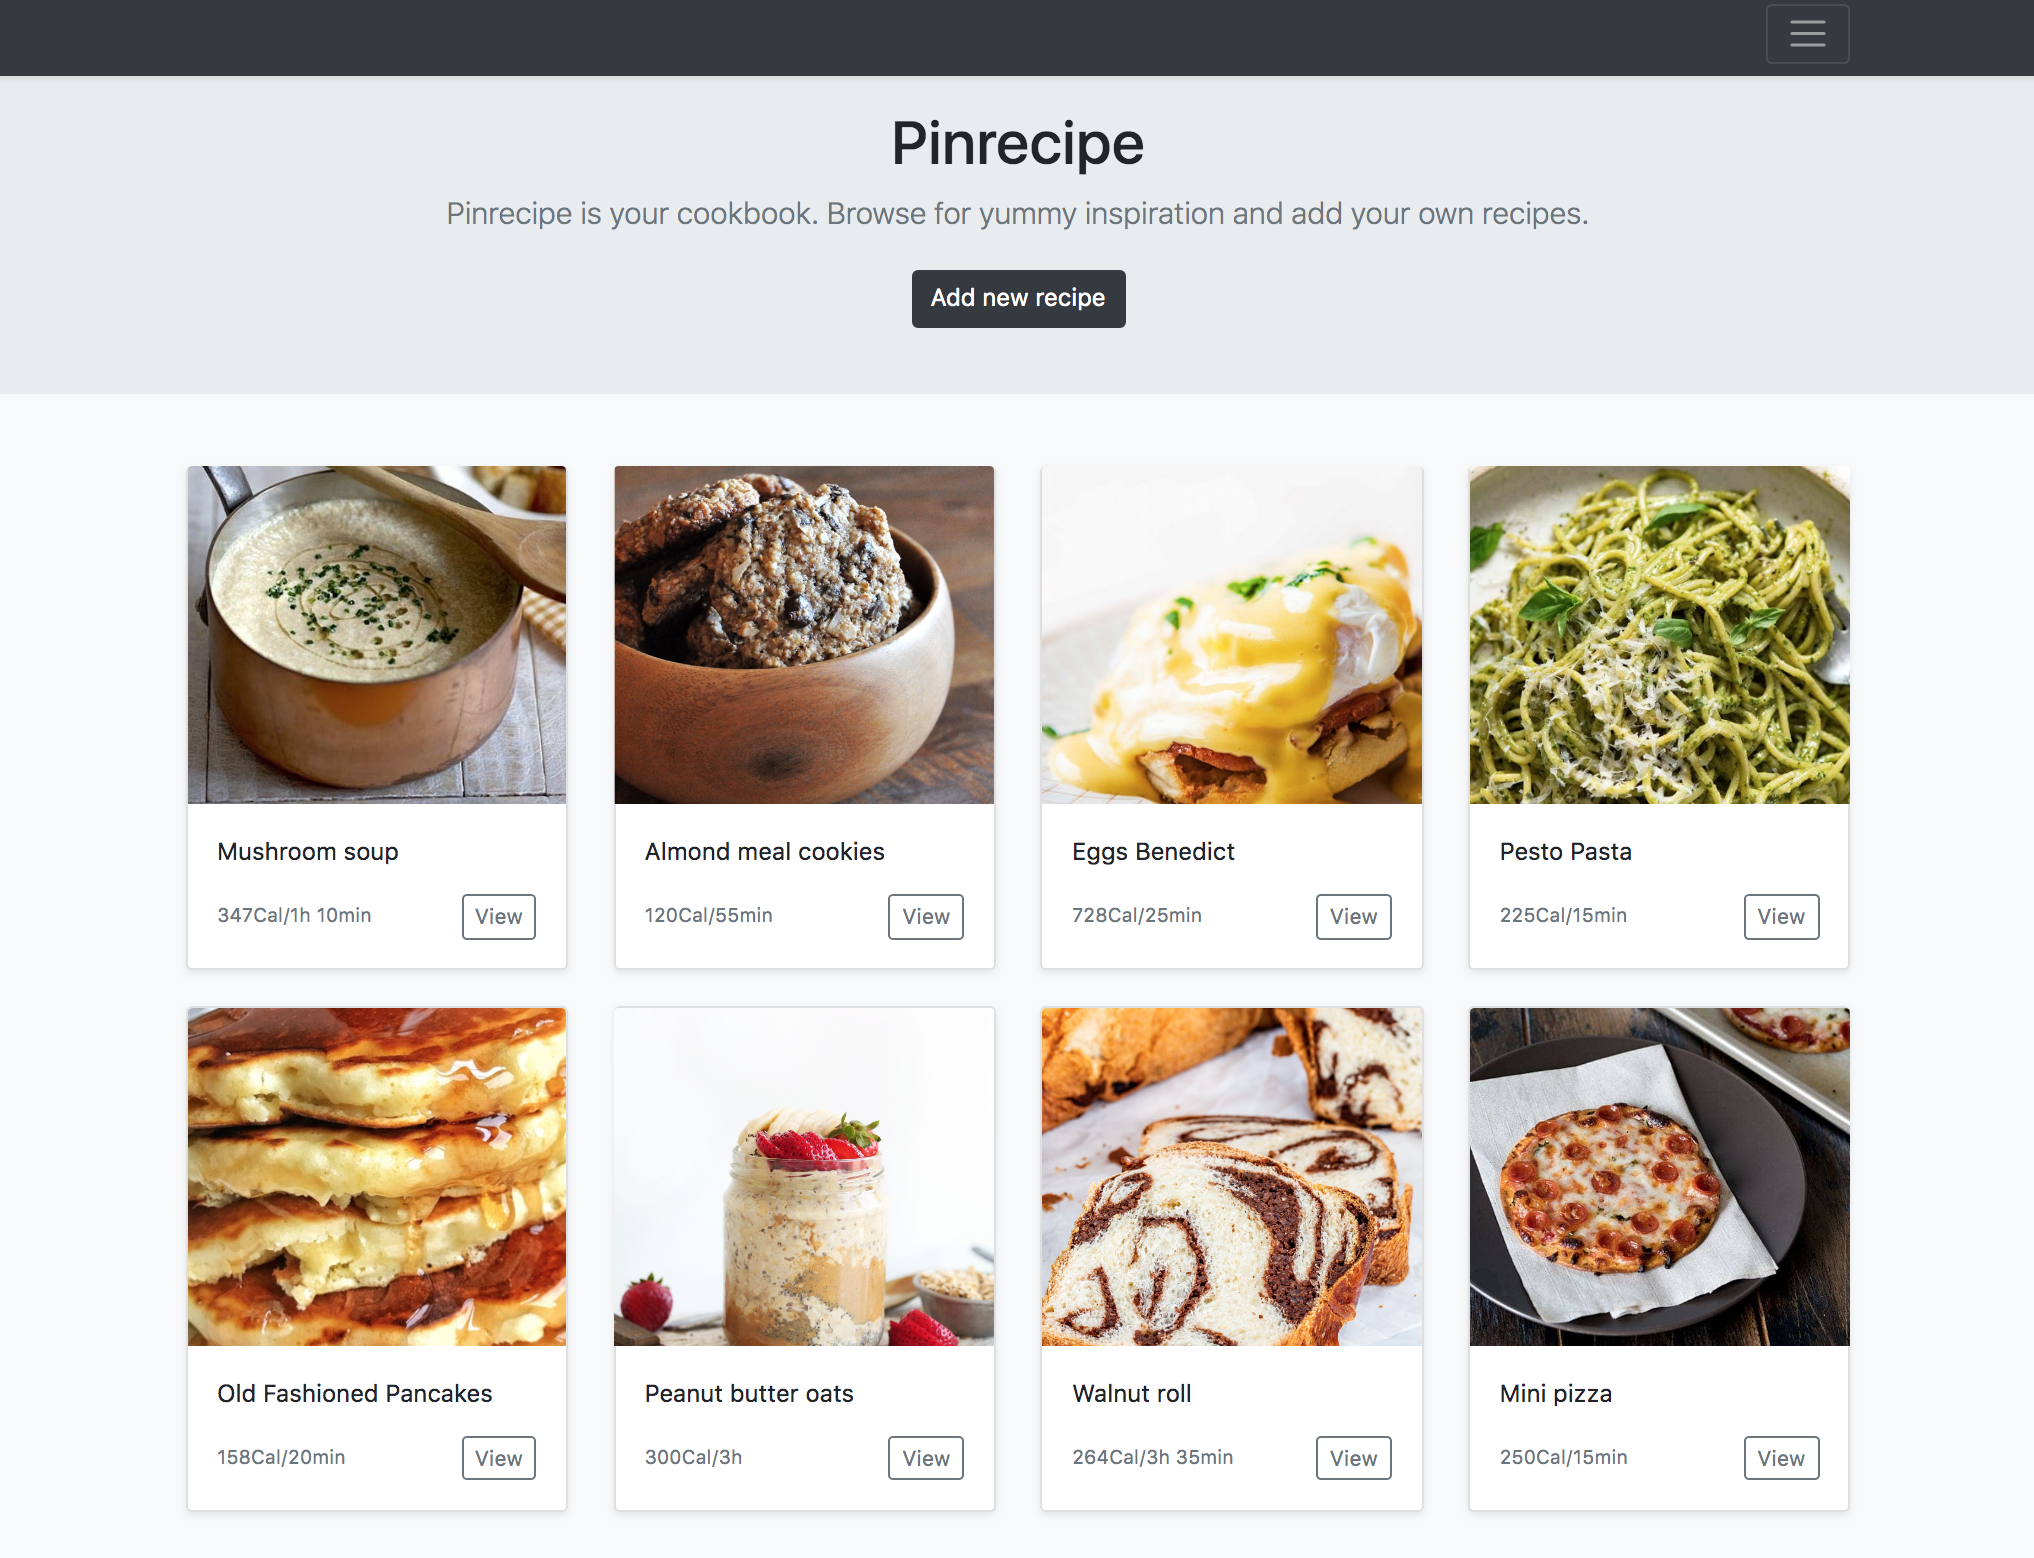 Pinrecipe
Pinrecipe is your cookbook. Browse for yummy inspiration and add your own recipes.
Add new recipe
Mushroom soup
347Cal/1h 10min
View
Almond meal cookies
120Cal/55min
View
Eggs Benedict
728Cal/25min
View
Pesto Pasta
225Cal/15min
View
Old Fashioned Pancakes
158Cal/20min
View
Peanut butter oats
300Cal/3h
View
Walnut roll
264Cal/3h 35min
View
Mini pizza
250Cal/15min
View